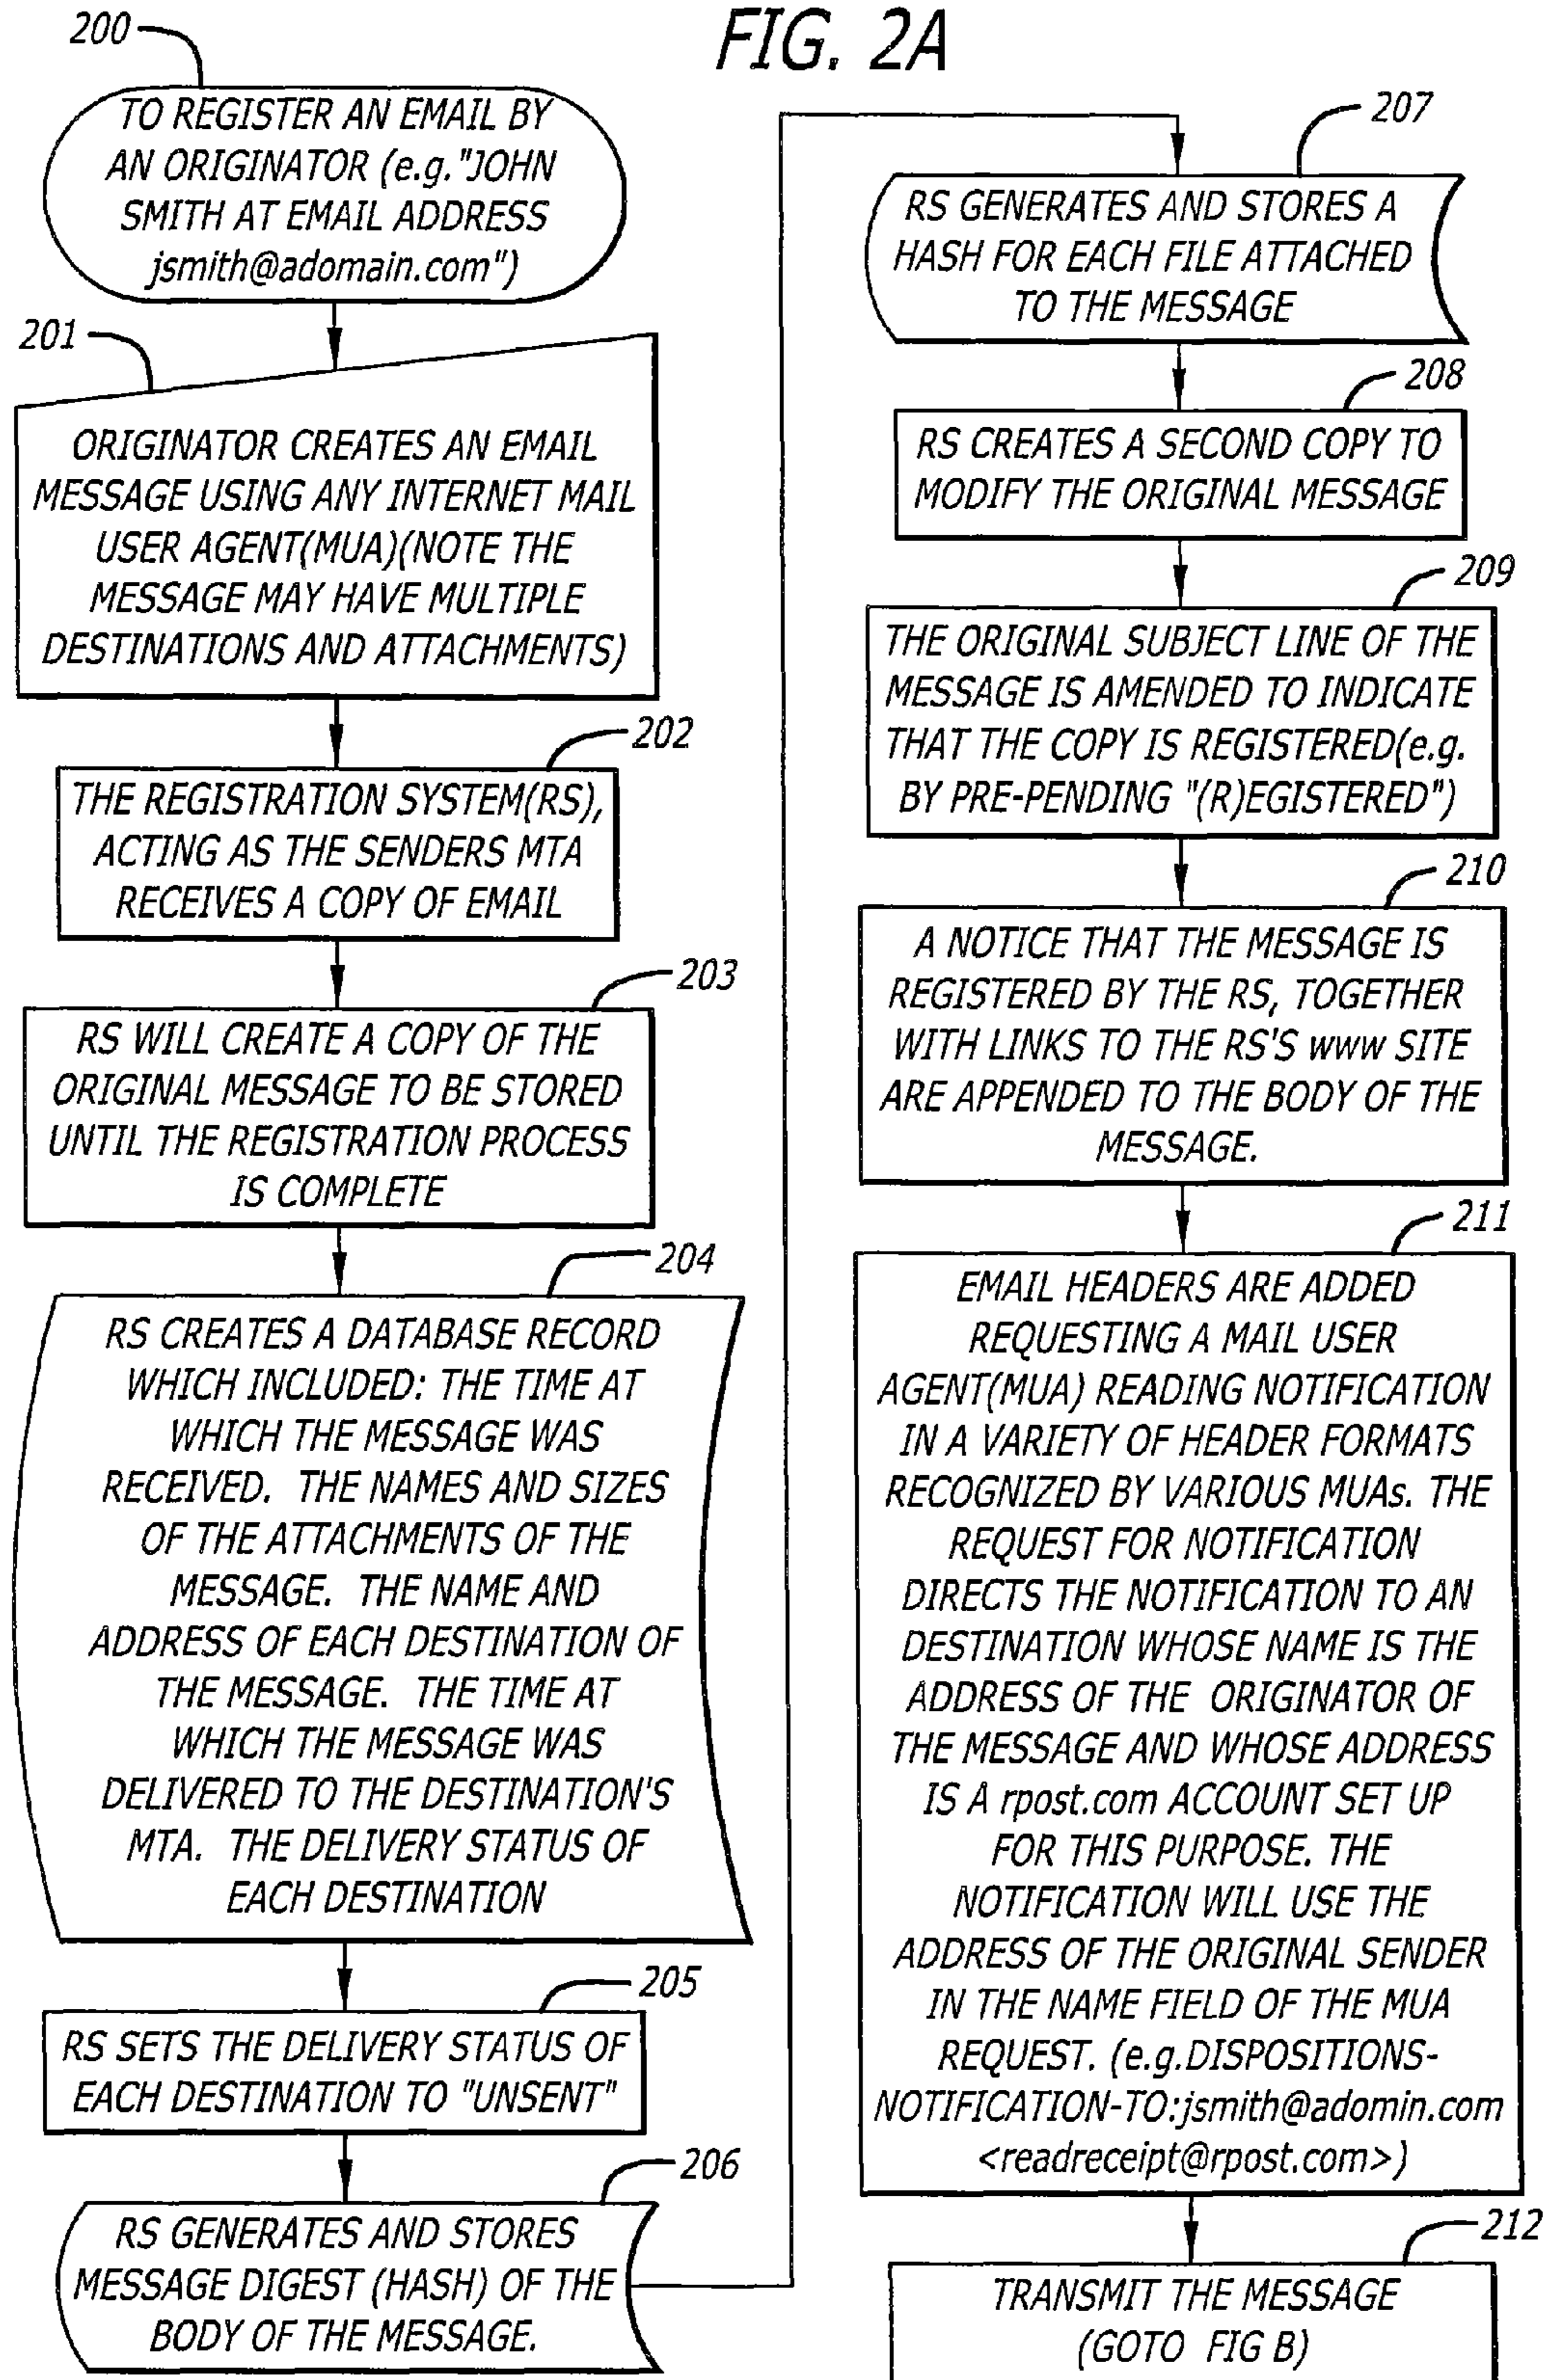 FIG. 2A
200
TO REGISTER AN EMAIL BY
AN ORIGINATOR (e.g."JOHN
SMITH AT EMAIL ADDRESS
jsmith@adomain.com")
201
ORIGINATOR CREATES AN EMAIL
MESSAGE USING ANY INTERNET MAIL
USER AGENT(MUA)(NOTE THE
MESSAGE MAY HAVE MULTIPLE
DESTINATIONS AND ATTACHMENTS)
202
THE REGISTRATION SYSTEM(RS),
ACTING AS THE SENDERS MTA
RECEIVES A COPY OF EMAIL
203
RS WILL CREATE A COPY OF THE
ORIGINAL MESSAGE TO BE STORED
UNTIL THE REGISTRATION PROCESS
IS COMPLETE
204
RS CREATES A DATABASE RECORD
WHICH INCLUDED: THE TIME AT
WHICH THE MESSAGE WAS
RECEIVED. THE NAMES AND SIZES
OF THE ATTACHMENTS OF THE
MESSAGE. THE NAME AND
ADDRESS OF EACH DESTINATION OF
THE MESSAGE. THE TIME AT
WHICH THE MESSAGE WAS
DELIVERED TO THE DESTINATION'S
MTA. THE DELIVERY STATUS OF
EACH DESTINATION
205
RS SETS THE DELIVERY STATUS OF
EACH DESTINATION TO "UNSENT"
206
RS GENERATES AND STORES
MESSAGE DIGEST (HASH) OF THE
BODY OF THE MESSAGE.
207
RS GENERATES AND STORES A
HASH FOR EACH FILE ATTACHED
TO THE MESSAGE
208
RS CREATES A SECOND COPY TO
MODIFY THE ORIGINAL MESSAGE
209
THE ORIGINAL SUBJECT LINE OF THE
MESSAGE IS AMENDED TO INDICATE
THAT THE COPY IS REGISTERED(e.g.
BY PRE-PENDING "(R)EGISTERED")
210
A NOTICE THAT THE MESSAGE IS
REGISTERED BY THE RS, TOGETHER
WITH LINKS TO THE RS'S www SITE
ARE APPENDED TO THE BODY OF THE
MESSAGE.
211
EMAIL HEADERS ARE ADDED
REQUESTING A MAIL USER
AGENT(MUA) READING NOTIFICATION
IN A VARIETY OF HEADER FORMATS
RECOGNIZED BY VARIOUS MUAs. THE
REQUEST FOR NOTIFICATION
DIRECTS THE NOTIFICATION TO AN
DESTINATION WHOSE NAME IS THE
ADDRESS OF THE ORIGINATOR OF
THE MESSAGE AND WHOSE ADDRESS
IS A rpost.com ACCOUNT SET UP
FOR THIS PURPOSE. THE
NOTIFICATION WILL USE THE
ADDRESS OF THE ORIGINAL SENDER
IN THE NAME FIELD OF THE MUA
REQUEST. (e.g.DISPOSITIONS-
NOTIFICATION-TO:jsmith@adomin.com
<readreceipt@rpost.com>)
212
TRANSMIT THE MESSAGE
(GOTO FIG B)